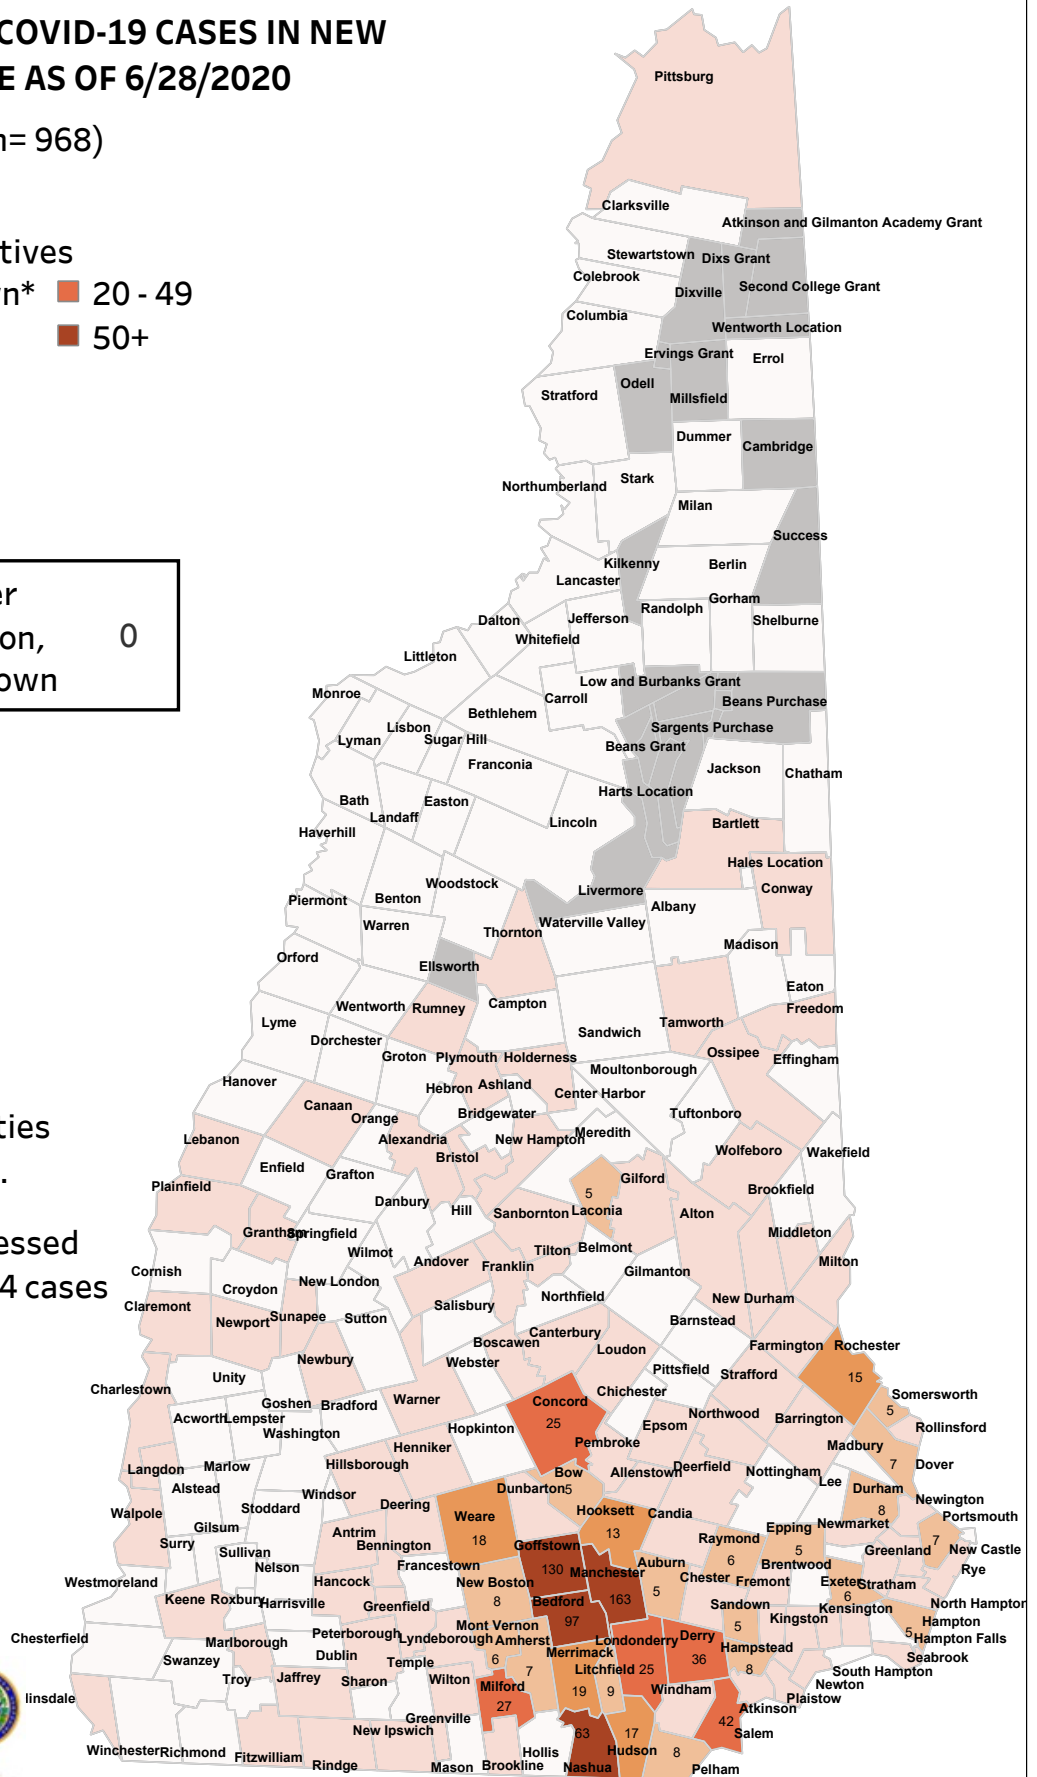 COVID-19 CASES IN NEW
E AS OF 6/28/2020
= 968)
tives
n* 20 - 49
50+
er
on, 0
own
ties
.
essed
4 cases
Pittsburg
Clarksville
Atkinson and Gilmanton Academy Grant
Stewartstown Dixs Grant
Colebrook
Dixville Second College Grant
Columbia
Wentworth Location
Ervings Grant Errol
Odell
Stratford Millsfield
Dummer
Cambridge
Stark
Northumberland
Milan
Success
Kilkenny Berlin
Lancaster
Gorham
Randolph
Dalton Jefferson Shelburne
Whitefield
Littleton
Low and Burbanks Grant
Monroe Carroll Beans Purchase
Bethlehem
Lisbon Sargents Purchase
Lyman Sugar Hill Beans Grant
Franconia
Jackson Chatham
Harts Location
Bath Easton
Landaff Lincoln Bartlett
Haverhill
Hales Location
Woodstock Conway
Livermore
Piermont Benton
Albany
Warren Waterville Valley
Thornton
Madison
Orford
Ellsworth
Eaton
Wentworth Rumney Campton Freedom
Lyme Tamworth
Dorchester Sandwich
Groton Plymouth Holderness Ossipee Effingham
Moultonborough
Hanover Hebron Ashland
Center Harbor
Canaan
Orange Bridgewater Tuftonboro
Lebanon Alexandria New Hampton Meredith
Wolfeboro Wakefield
Bristol
Enfield Grafton
Gilford
Plainfield 5 Brookfield
Danbury Hill Sanbornton Laconia Alton
Grantham Springfield Middleton
Wilmot Tilton Belmont
Andover Franklin Milton
Cornish Gilmanton
Croydon New London
Claremont Salisbury Northfield New Durham
Newport Sunapee Sutton
Barnstead
Canterbury
Boscawen Loudon Farmington Rochester
Newbury Webster
Pittsfield Strafford 15
Unity
Charlestown Chichester Somersworth
Goshen Bradford Warner Concord 5
Acworth Lempster 25 Northwood Barrington Rollinsford
Washington Hopkinton Epsom
Henniker Pembroke Madbury
Hillsborough Dover
Langdon Marlow Bow Allenstown Deerfield Nottingham 7
Alstead Dunbarton 5 Lee Durham
Windsor Newington
Walpole Stoddard Deering Weare Hooksett Candia 8 Portsmouth
Gilsum 18 13 Epping Newmarket
Surry Antrim Goffstown Raymond 5 Greenland 7 New Castle
Sullivan Bennington 130 Manchester Auburn 6 Brentwood
Nelson Francestown Rye
Westmoreland Hancock New Boston 163 5 Chester Fremont Exeter Stratham
Keene Roxbury Harrisville 8 Bedford 6 North Hampton
Greenfield 97 Sandown Kensington
Mont Vernon 5 Kingston 5 Hampton
Chesterfield Peterborough Lyndeborough Amherst Londonderry Derry Hampton Falls
Marlborough Merrimack Hampstead
Swanzey Dublin 6 7 Litchfield 25 36 8 Seabrook
Temple South Hampton
Troy Jaffrey Sharon Wilton Milford 19 9 Windham Newton
linsdale 27 Plaistow
Greenville Atkinson
New Ipswich 63 17 42 Salem
Winchester Richmond Hollis Hudson 8
Fitzwilliam Rindge Mason Brookline Nashua Pelham